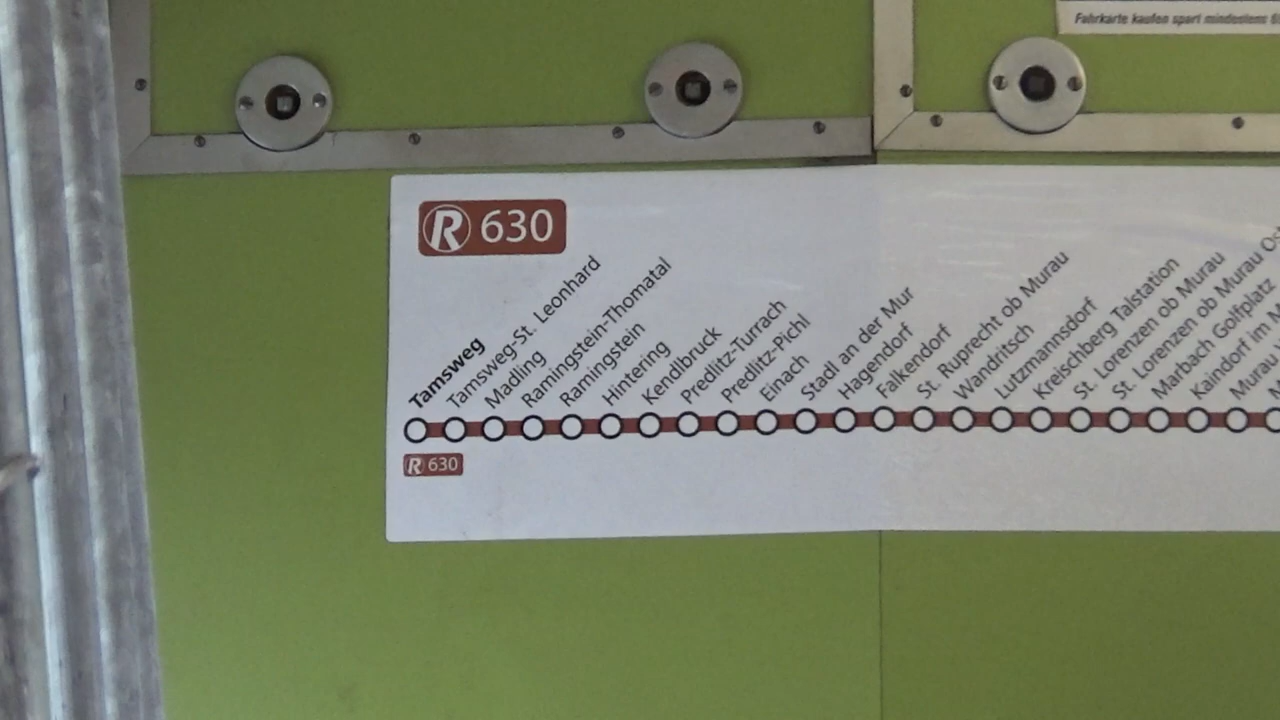 Fahrkarte kaufen spart mindestens
R 630
Tamsweg
Tamsweg-St. Leonhard
Madling
Ramingstein-Thomatal
Ramingstein
Hintering
Kendlbruck
Predlitz-Turrach
Predlitz-Pichl
Einach
Stadl an der Mur
Hagendorf
Falkendorf
St. Ruprecht ob Murau
Wandritsch
Lutzmannsdorf
Kreischberg Talstation
St. Lorenzen ob Murau
St. Lorenzen ob Murau Ost
Marbach Golfplatz
Kaindorf im M
Murau
R 630